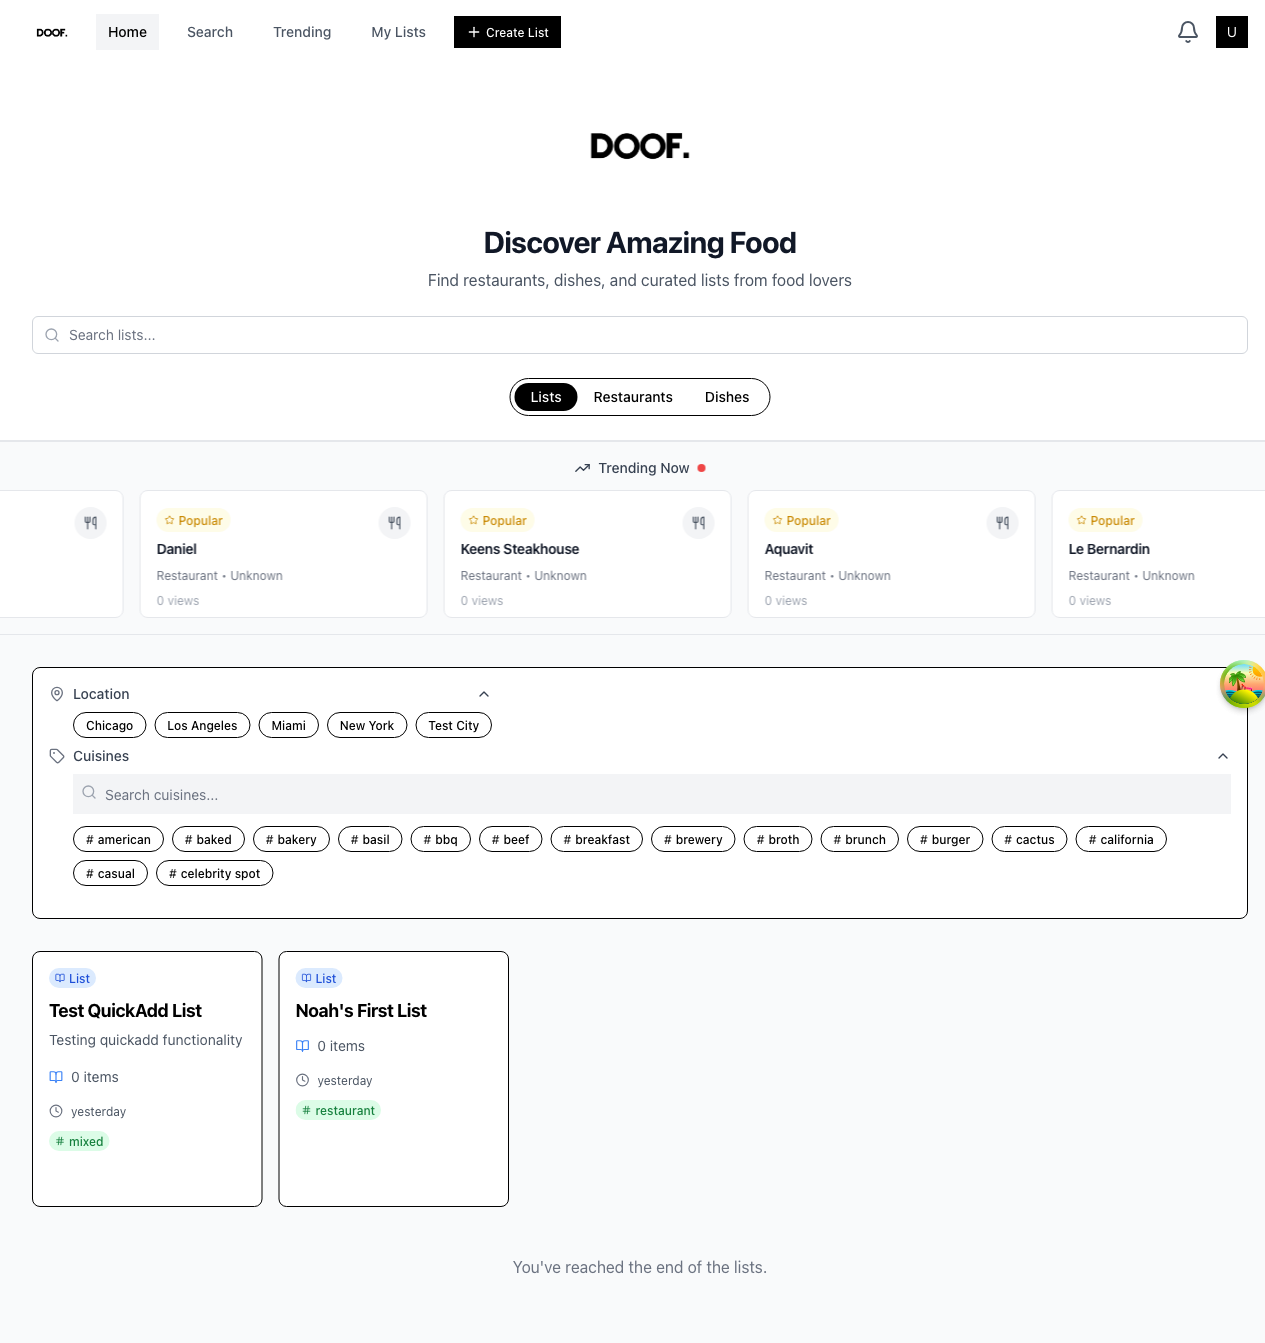 DOOF.
Home
Search
Trending
My Lists
+ Create List
U
DOOF.
Discover Amazing Food
Find restaurants, dishes, and curated lists from food lovers
Search lists...
Lists
Restaurants
Dishes
Trending Now
Popular
Daniel
Restaurant • Unknown
0 views
Popular
Keens Steakhouse
Restaurant • Unknown
0 views
Popular
Aquavit
Restaurant • Unknown
0 views
Popular
Le Bernardin
Restaurant • Unknown
0 views
Location
Chicago
Los Angeles
Miami
New York
Test City
Cuisines
Search cuisines...
# american
# baked
# bakery
# basil
# bbq
# beef
# breakfast
# brewery
# broth
# brunch
# burger
# cactus
# california
# casual
# celebrity spot
List
Test QuickAdd List
Testing quickadd functionality
0 items
yesterday
# mixed
List
Noah's First List
0 items
yesterday
# restaurant
You've reached the end of the lists.